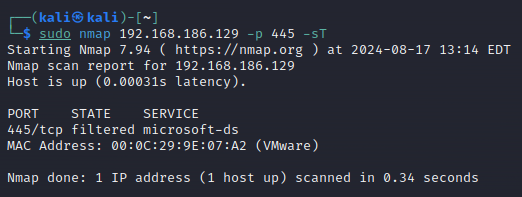 ┌──(kali㉿kali)-[~]
└─$ sudo nmap 192.168.186.129 -p 445 -sT
Starting Nmap 7.94 ( https://nmap.org ) at 2024-08-17 13:14 EDT
Nmap scan report for 192.168.186.129
Host is up (0.00031s latency).
PORT    STATE    SERVICE
445/tcp filtered microsoft-ds
MAC Address: 00:0C:29:9E:07:A2 (VMware)
Nmap done: 1 IP address (1 host up) scanned in 0.34 seconds